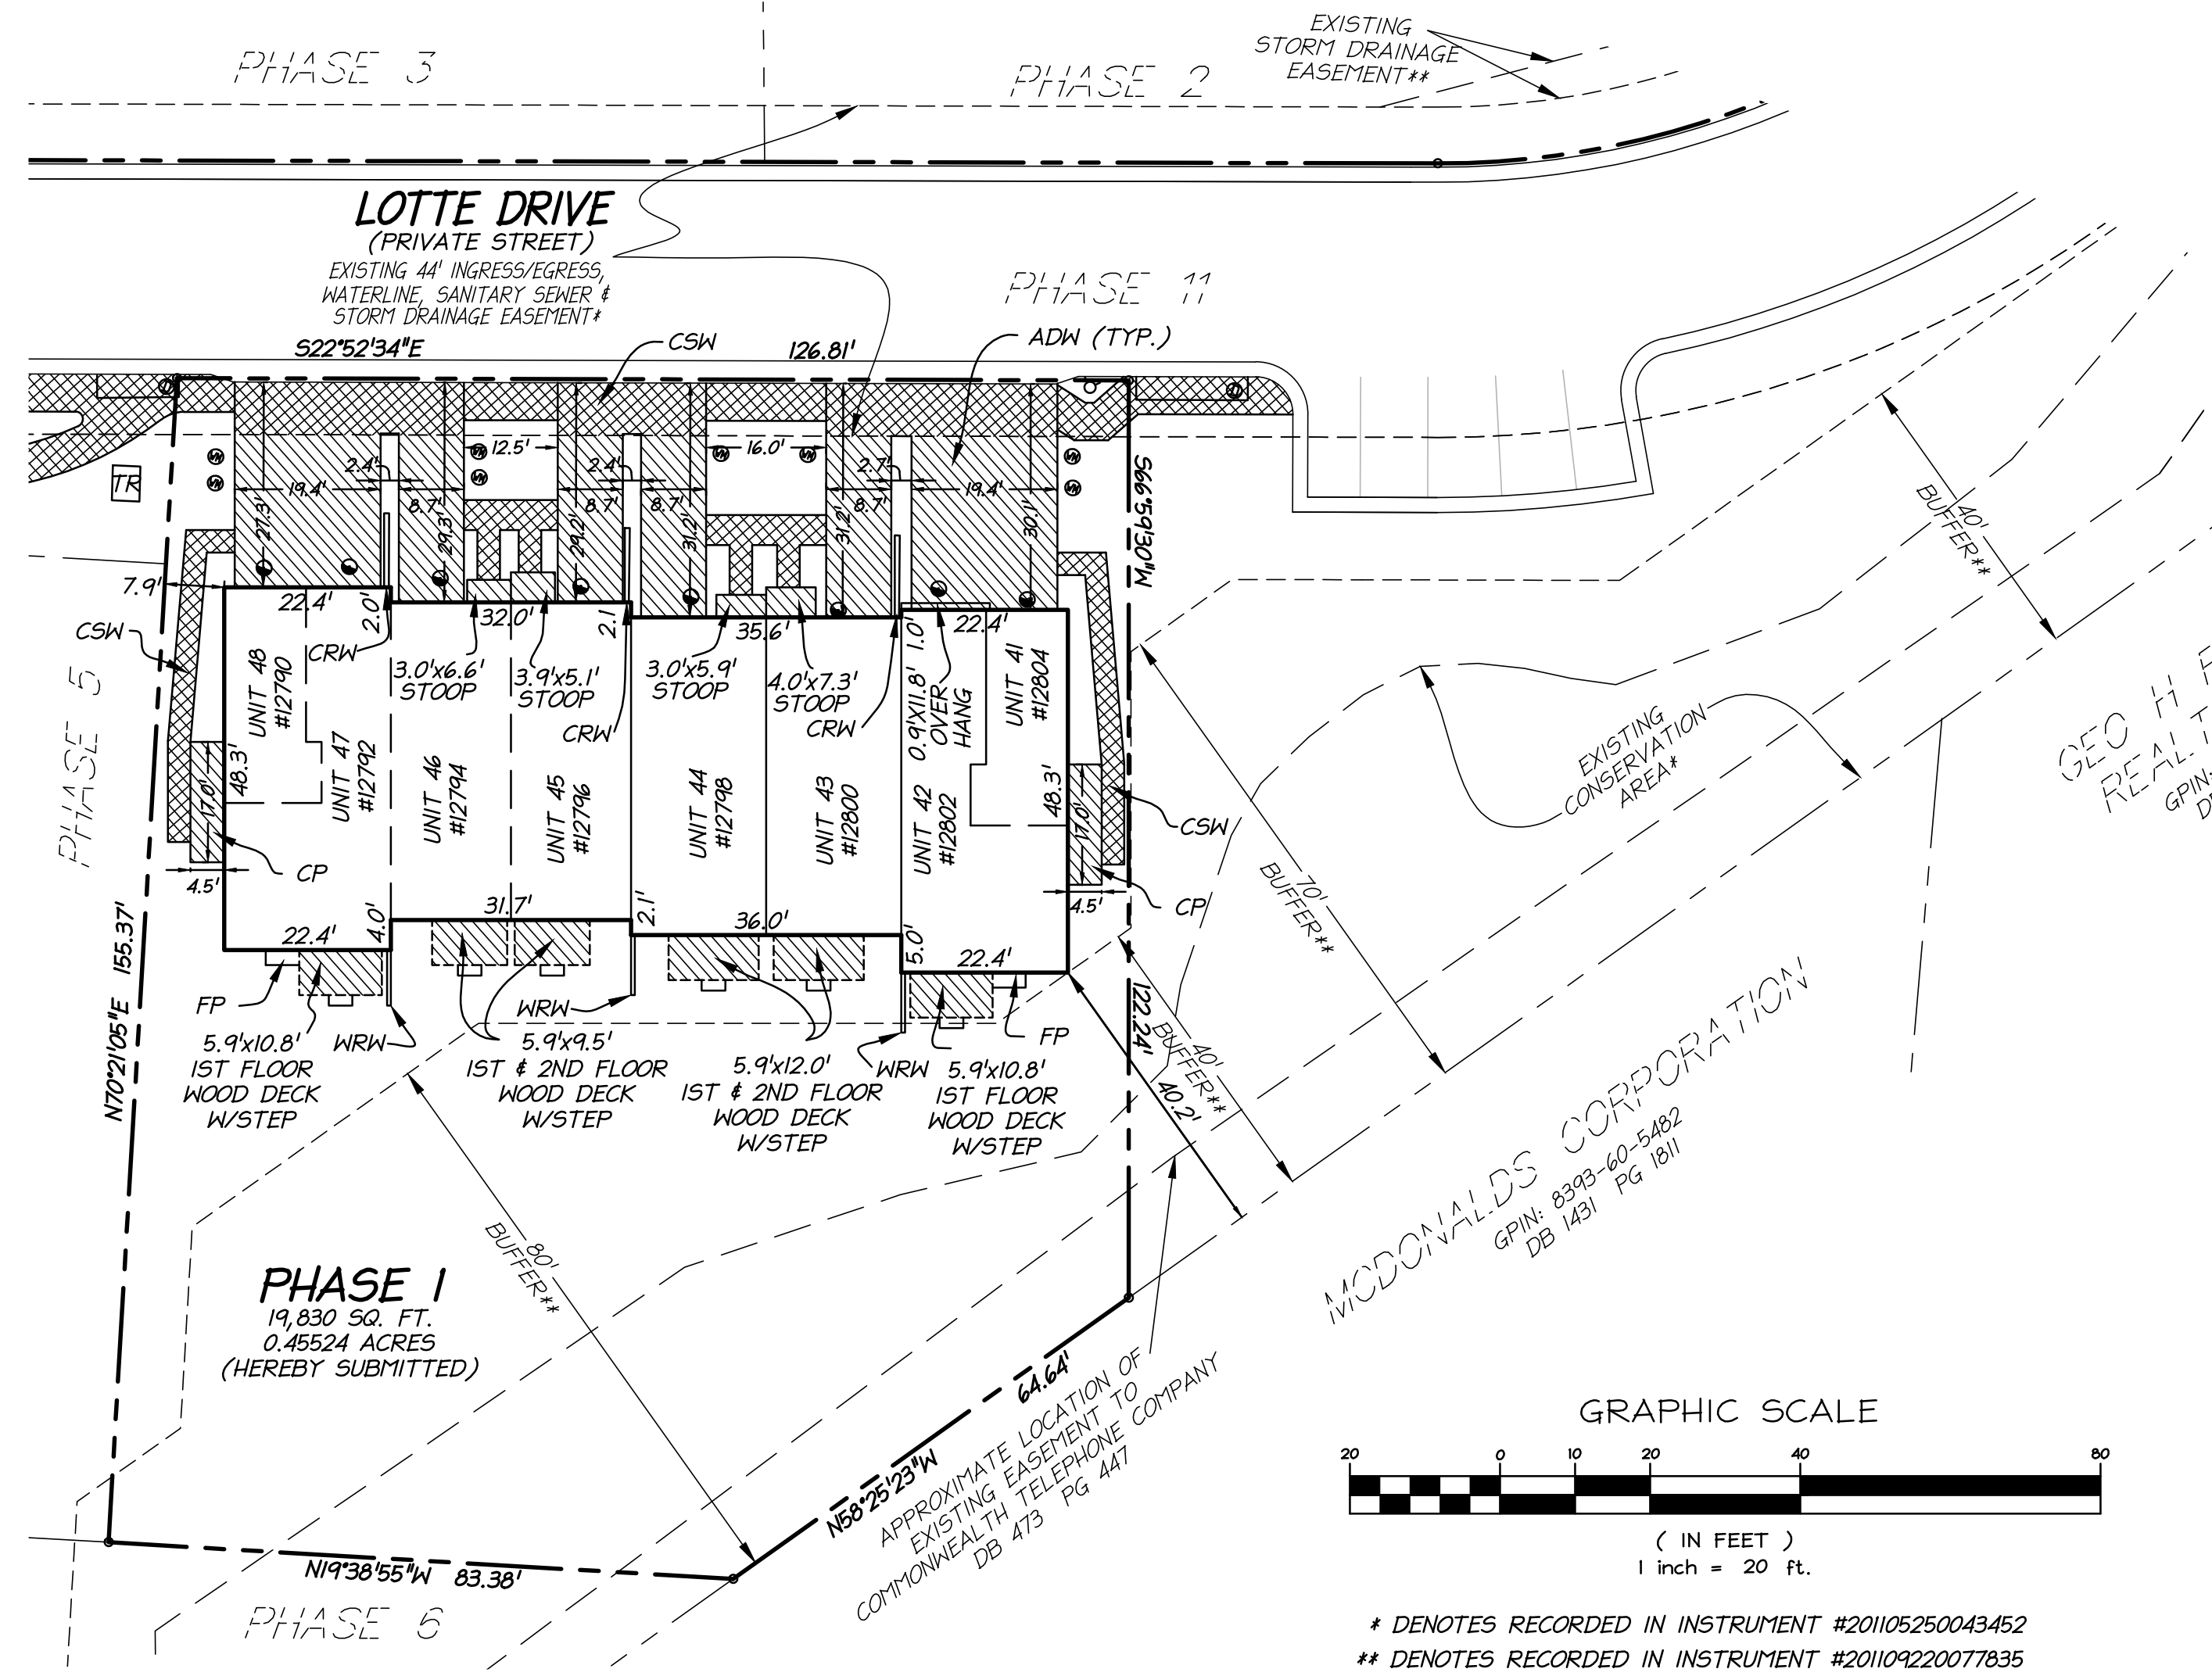 PHASE 3
PHASE 2
EXISTING
STORM DRAINAGE
EASEMENT**
LOTTE DRIVE
(PRIVATE STREET)
EXISTING 44' INGRESS/EGRESS,
WATERLINE, SANITARY SEWER &
STORM DRAINAGE EASEMENT*
PHASE 11
S22°52'34"E
126.81'
CSW
ADW (TYP.)
TR
12.5'
16.0'
2.4'
2.4'
2.7'
19.4'
8.7'
8.7'
8.7'
8.7'
19.4'
27.3'
29.3'
29.2'
31.2'
31.2'
30.1'
S66°59'30"W
122.24'
40'
BUFFER**
7.9'
CSW
PHASE 5
22.4'
2.0'
32.0'
2.1
35.6'
1.0'
22.4'
CRW
3.0'x6.6'
STOOP
3.9'x5.1'
STOOP
CRW
3.0'x5.9'
STOOP
4.0'x7.3'
STOOP
CRW
0.9'X11.8'
OVER
HANG
UNIT 48
#12790
UNIT 47
#12792
UNIT 46
#12794
UNIT 45
#12796
UNIT 44
#12798
UNIT 43
#12800
UNIT 42
#12802
UNIT 41
#12804
48.3'
17.0'
CP
4.5'
48.3'
17.0'
CSW
CP
4.5'
EXISTING
CONSERVATION
AREA*
70'
BUFFER**
GEO H
GPIN:
22.4'
4.0'
31.7'
2.1'
36.0'
5.0'
22.4'
N70°21'05"E 155.37'
FP
5.9'x10.8'
1ST FLOOR
WOOD DECK
W/STEP
WRW
WRW
5.9'x9.5'
1ST & 2ND FLOOR
WOOD DECK
W/STEP
5.9'x12.0'
1ST & 2ND FLOOR
WOOD DECK
W/STEP
WRW
5.9'x10.8'
1ST FLOOR
WOOD DECK
W/STEP
FP
40'
BUFFER**
40.2'
80'
BUFFER**
MCDONALDS CORPORATION
GPIN: 8393-60-5482
DB 1431 PG 1811
PHASE 1
19,830 SQ. FT.
0.45524 ACRES
(HEREBY SUBMITTED)
N58°25'23"W
64.64'
APPROXIMATE LOCATION OF
EXISTING EASEMENT TO
COMMONWEALTH TELEPHONE COMPANY
DB 473 PG 447
N19°38'55"W 83.38'
PHASE 6
GRAPHIC SCALE
20 0 10 20 40 80
( IN FEET )
1 inch = 20 ft.
* DENOTES RECORDED IN INSTRUMENT #201105250043452
** DENOTES RECORDED IN INSTRUMENT #201109220077835